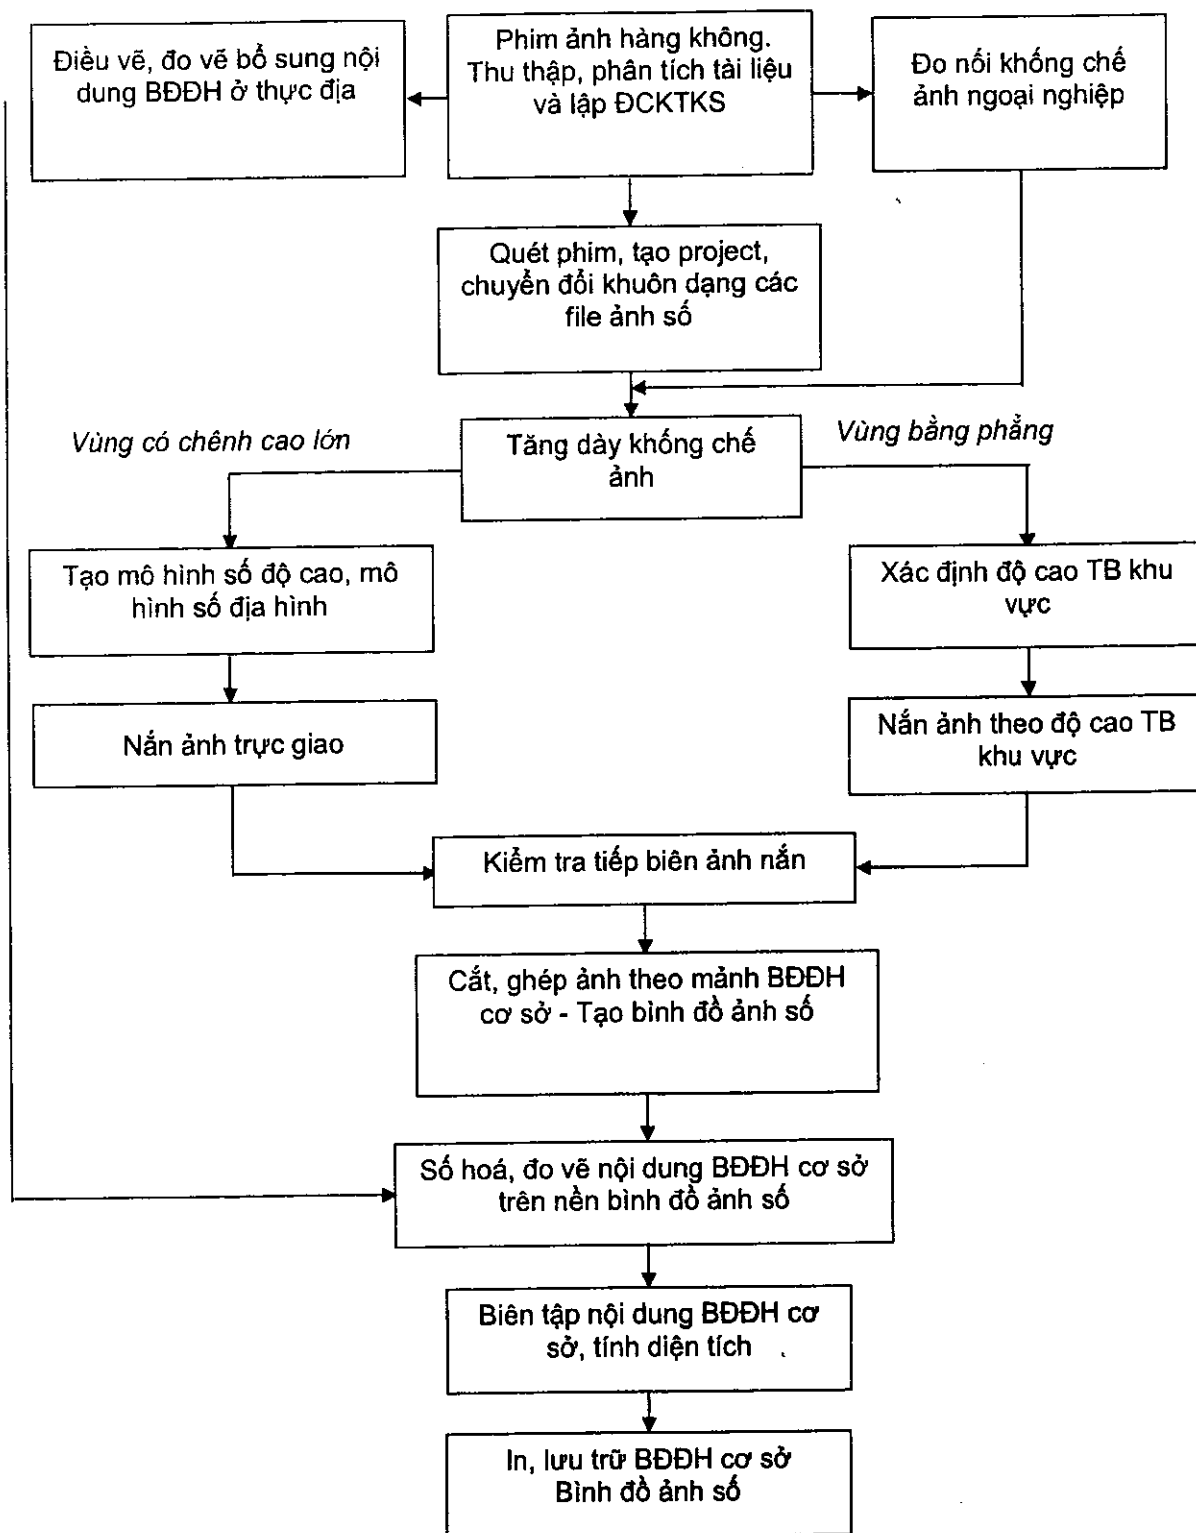 Điều vẽ, đo vẽ bổ sung nội
dung BĐĐH ở thực địa
Phim ảnh hàng không.
Thu thập, phân tích tài liệu
và lập ĐCKTKS
Đo nối khống chế
ảnh ngoại nghiệp
Quét phim, tạo project,
chuyển đổi khuôn dạng các
file ảnh số
Vùng có chênh cao lớn
Tăng dày khống chế
ảnh
Vùng bằng phẳng
Tạo mô hình số độ cao, mô
hình số địa hình
Xác định độ cao TB khu
vực
Nắn ảnh trực giao
Nắn ảnh theo độ cao TB
khu vực
Kiểm tra tiếp biên ảnh nắn
Cắt, ghép ảnh theo mảnh BĐĐH
cơ sở - Tạo bình đồ ảnh số
Số hoá, đo vẽ nội dung BĐĐH cơ sở
trên nền bình đồ ảnh số
Biên tập nội dung BĐĐH cơ
sở, tính diện tích
In, lưu trữ BĐĐH cơ sở
Bình đồ ảnh số